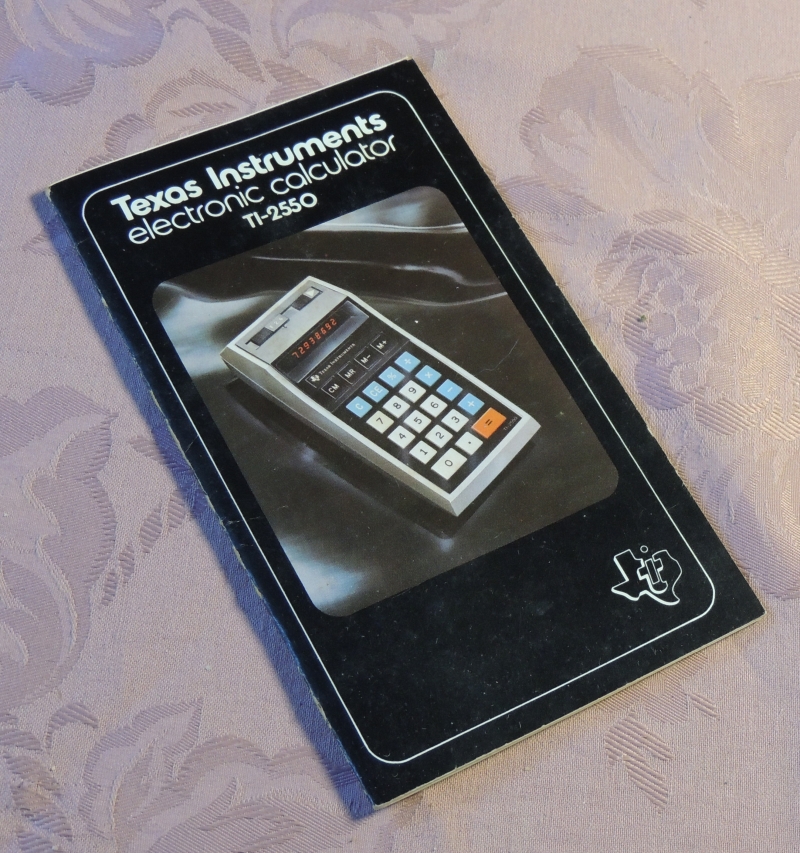 Texas Instruments
electronic calculator
TI-2550
72938692
Texas Instruments
CM MR M- M+
C CE
7 8 9 ×
4 5 6 -
1 2 3 +
0 . =